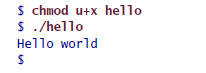 $ chmod u+x hello
$ ./hello
Hello world
$